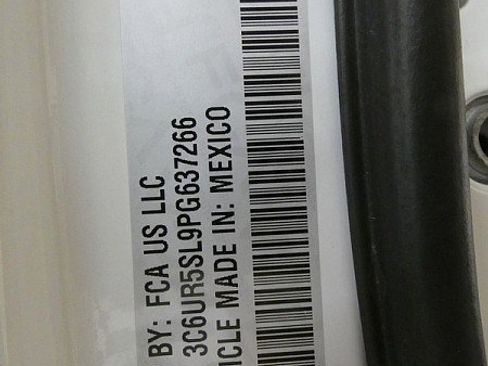 BY: FCA US LLC
3C6UR5SL9PG637266
ICLE MADE IN: MEXICO